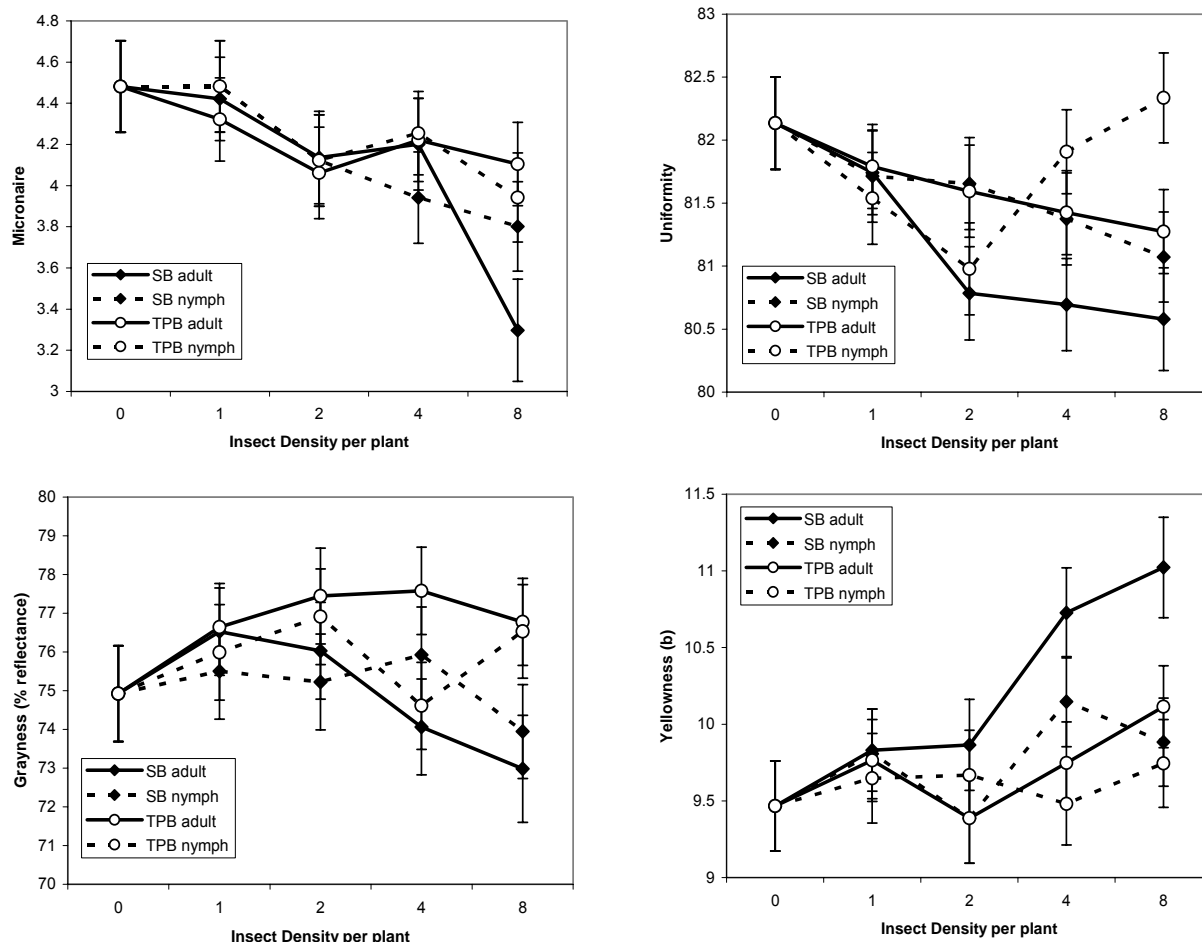 4.8
4.6
4.4
4.2
4
3.8
3.6
3.4
3.2
3
Micronaire
SB adult
SB nymph
TPB adult
TPB nymph
0 1 2 4 8
Insect Density per plant
83
82.5
82
81.5
81
80.5
80
Uniformity
SB adult
SB nymph
TPB adult
TPB nymph
0 1 2 4 8
Insect Density per plant
80
79
78
77
76
75
74
73
72
71
70
Grayness (% reflectance)
SB adult
SB nymph
TPB adult
TPB nymph
0 1 2 4 8
Insect Density per plant
11.5
11
10.5
10
9.5
9
Yellowness (b)
SB adult
SB nymph
TPB adult
TPB nymph
0 1 2 4 8
Insect Density per plant